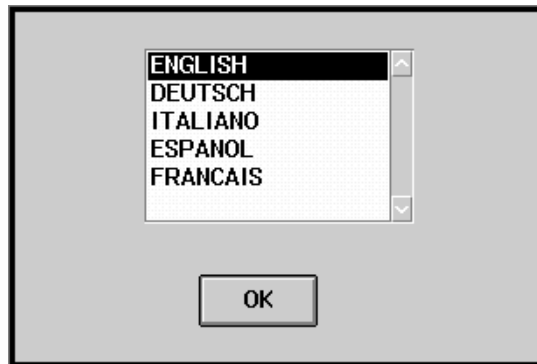 ENGLISH
DEUTSCH
ITALIANO
ESPANOL
FRANCAIS
OK